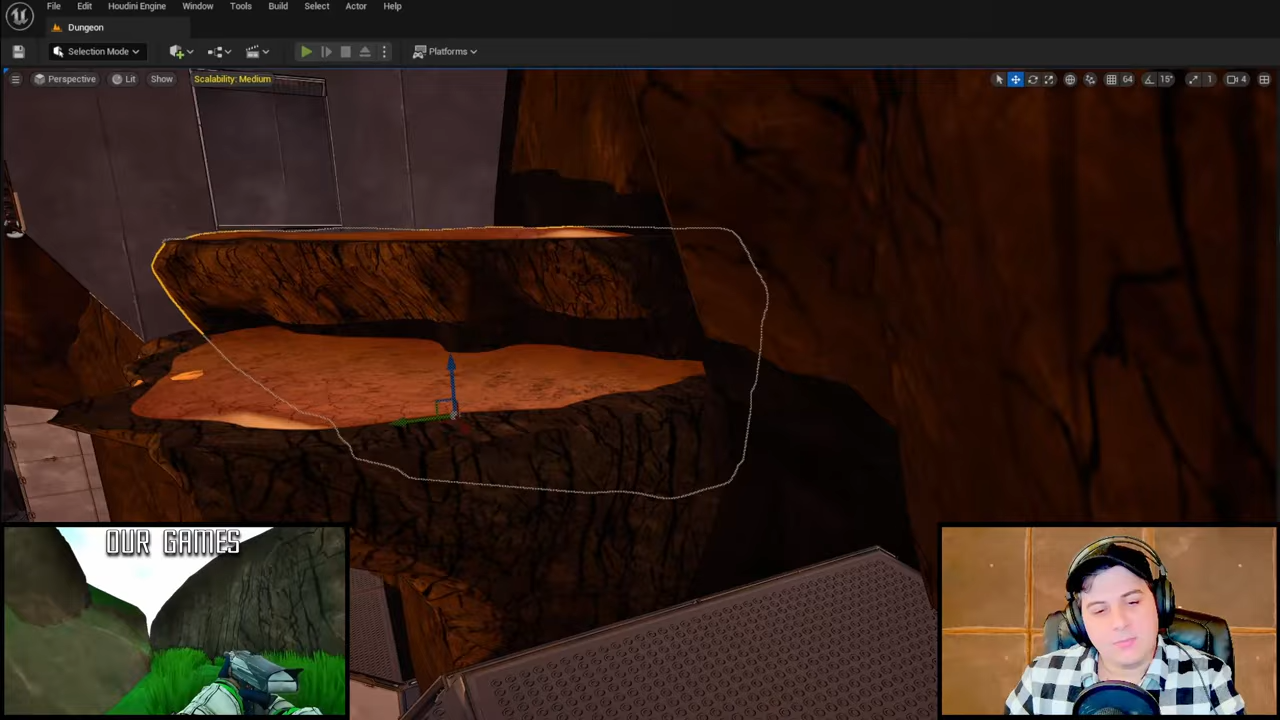 File Edit Window Tools Build Houdini Engine Select Actor Help
Dungeon
Selection Mode Platforms
Perspective Lit Show Scalability: Medium 64 15° 1 4
OUR GAMES